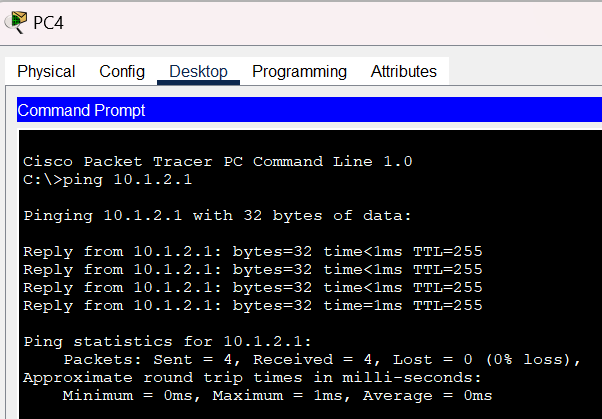 PC4
Physical Config Desktop Programming Attributes
Command Prompt
Cisco Packet Tracer PC Command Line 1.0
C:\>ping 10.1.2.1
Pinging 10.1.2.1 with 32 bytes of data:
Reply from 10.1.2.1: bytes=32 time<1ms TTL=255
Reply from 10.1.2.1: bytes=32 time<1ms TTL=255
Reply from 10.1.2.1: bytes=32 time<1ms TTL=255
Reply from 10.1.2.1: bytes=32 time=1ms TTL=255
Ping statistics for 10.1.2.1:
    Packets: Sent = 4, Received = 4, Lost = 0 (0% loss),
Approximate round trip times in milli-seconds:
    Minimum = 0ms, Maximum = 1ms, Average = 0ms